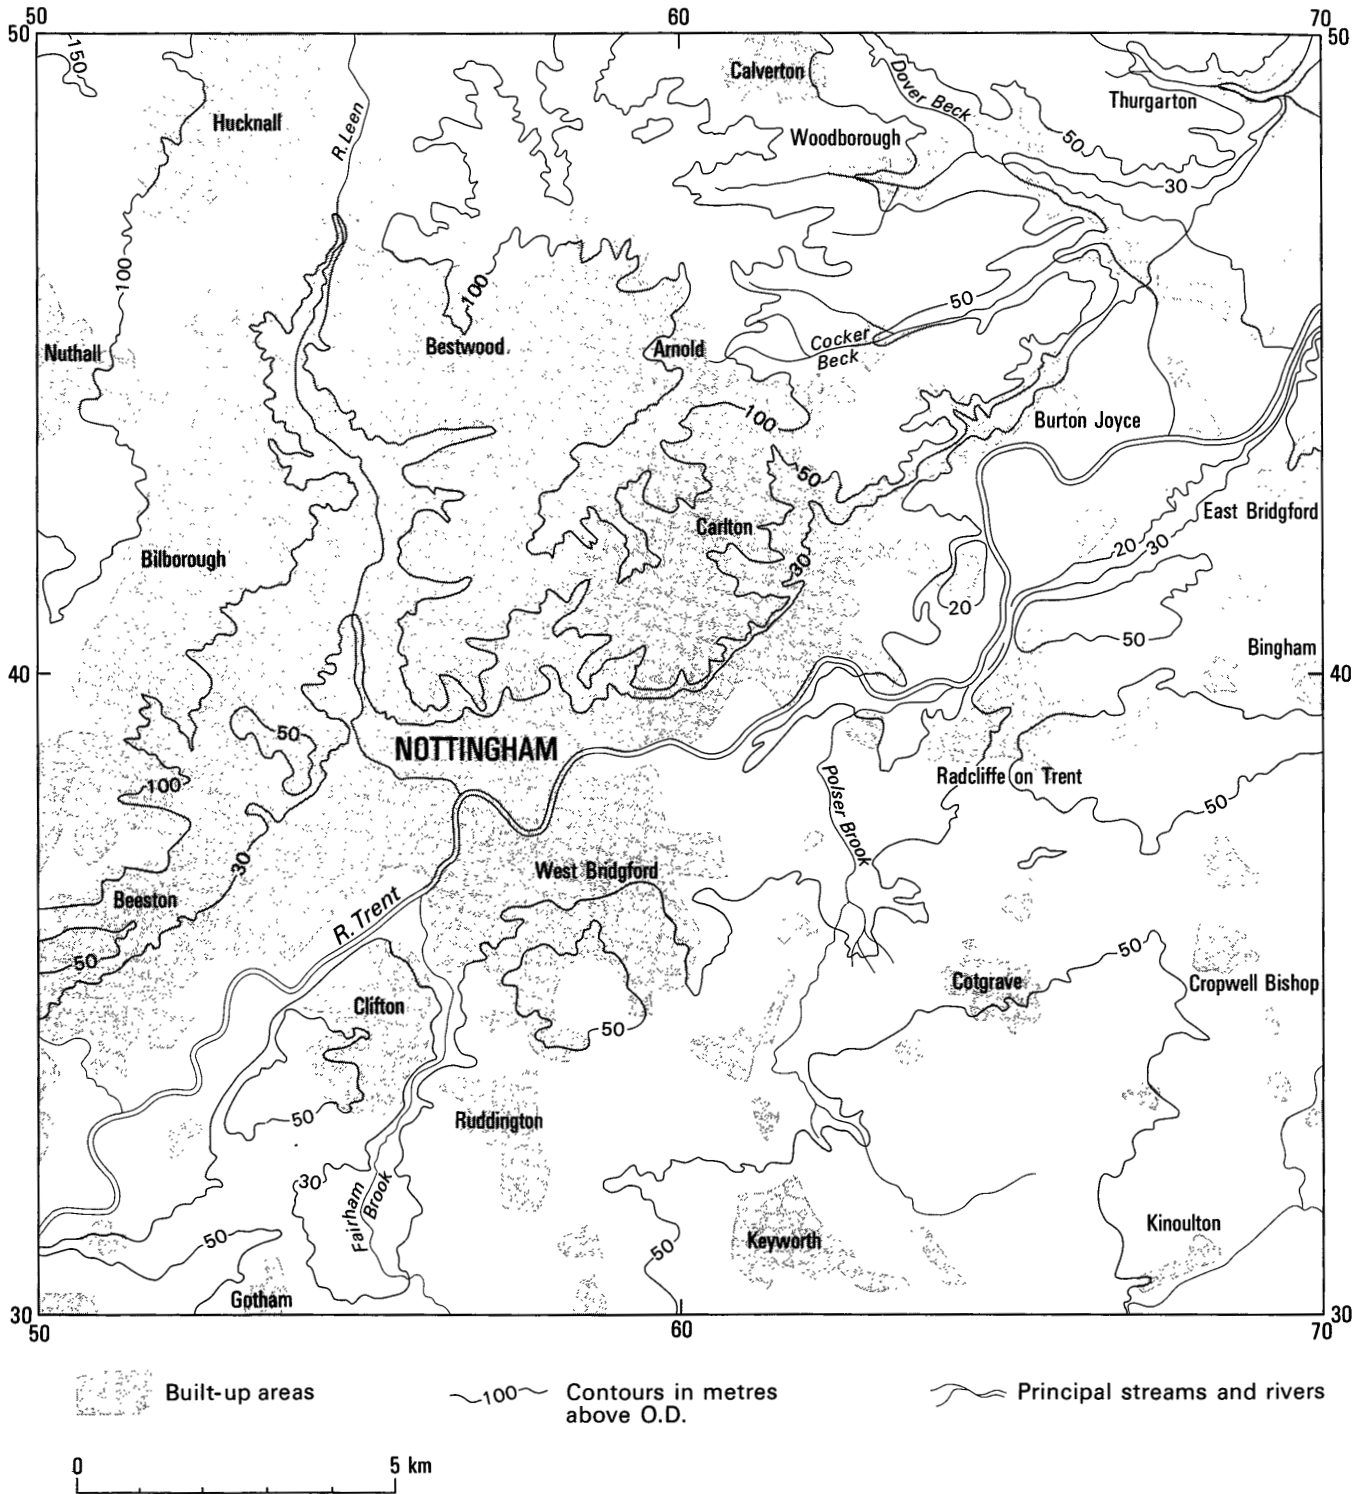 50
60
70
50
50
150
Calverton
Dover Beck
Thurgarton
Hucknall
R. Leen
Woodborough
50
30
100
100
50
Nuthall
Bestwood
Arnold
Cocker
Beck
100
Burton Joyce
50
Carlton
East Bridgford
Bilborough
30
20
30
20
50
Bingham
40
40
50
NOTTINGHAM
100
Radcliffe on Trent
50
Polser Brook
30
West Bridgford
Beeston
R. Trent
50
50
Cotgrave
Cropwell Bishop
Clifton
50
50
Ruddington
30
Fairham
Brook
50
50
Keyworth
Kinoulton
Gotham
30
30
50
60
70
Built-up areas
100
Contours in metres
above O.D.
Principal streams and rivers
0
5 km